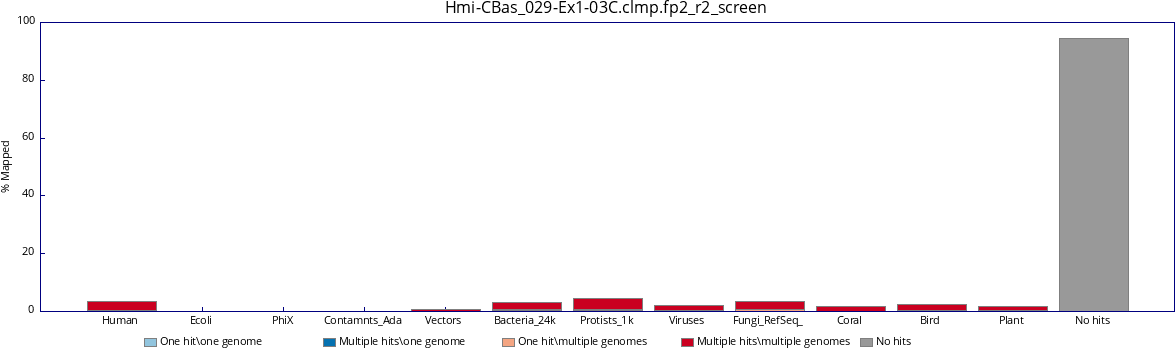 Hmi-CBas_029-Ex1-03C.clmp.fp2_r2_screen
100
80
60
40
20
0
% Mapped
Human Ecoli PhiX Contamnts_Ada Vectors Bacteria_24k Protists_1k Viruses Fungi_RefSeq_ Coral Bird Plant No hits
One hit\one genome Multiple hits\one genome One hit\multiple genomes Multiple hits\multiple genomes No hits